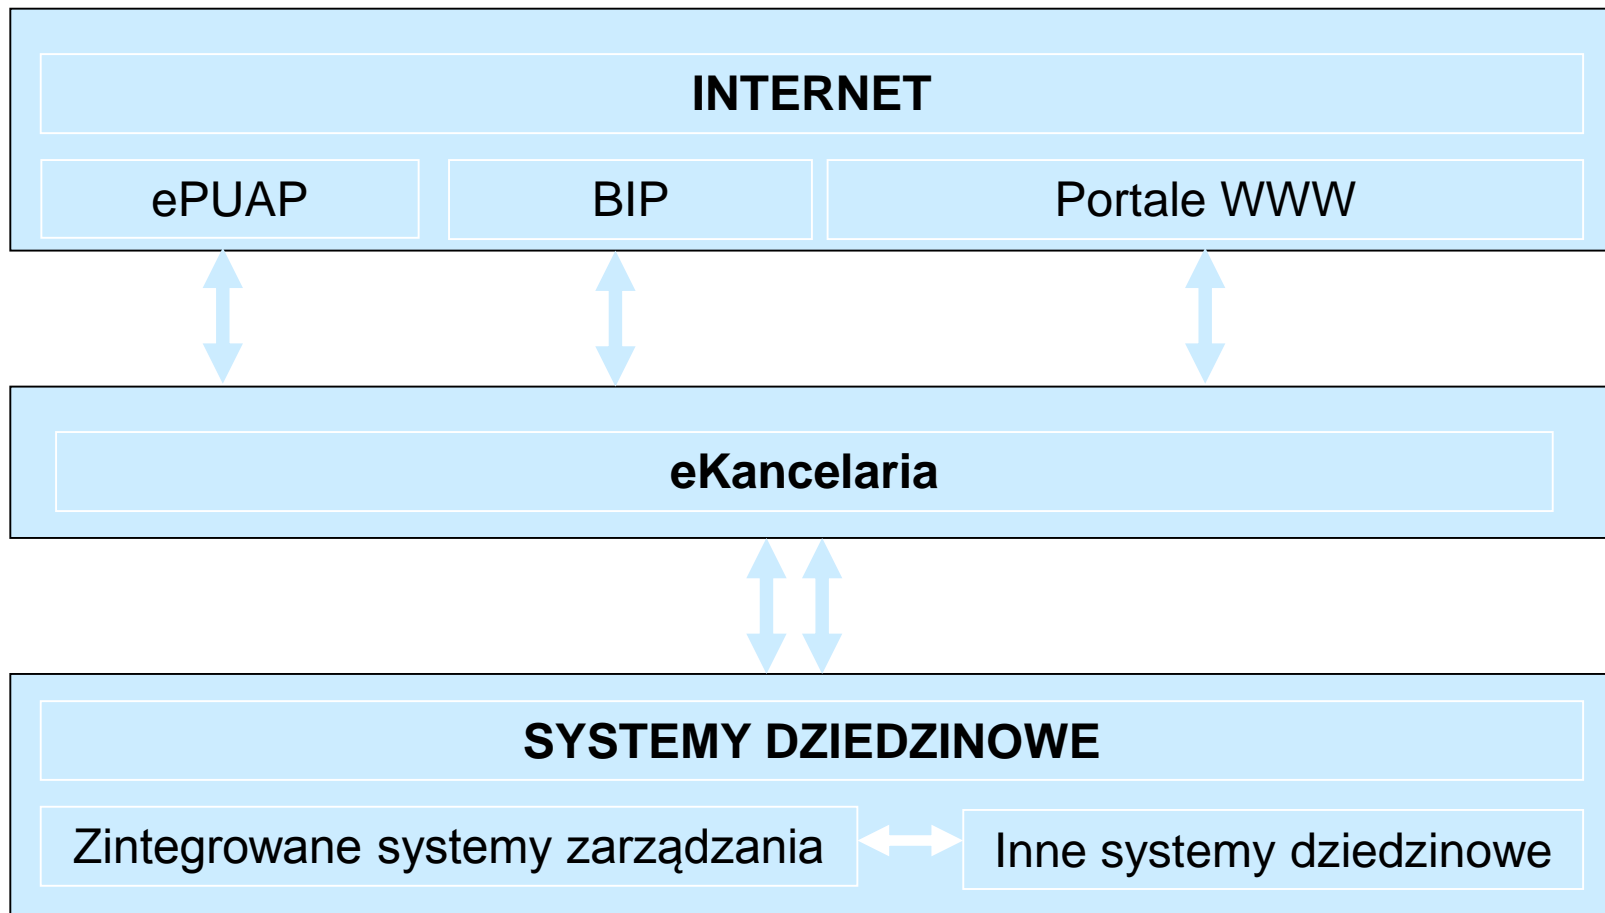 INTERNET
ePUAP
BIP
Portale WWW
eKancelaria
SYSTEMY DZIEDZINOWE
Zintegrowane systemy zarządzania
Inne systemy dziedzinowe